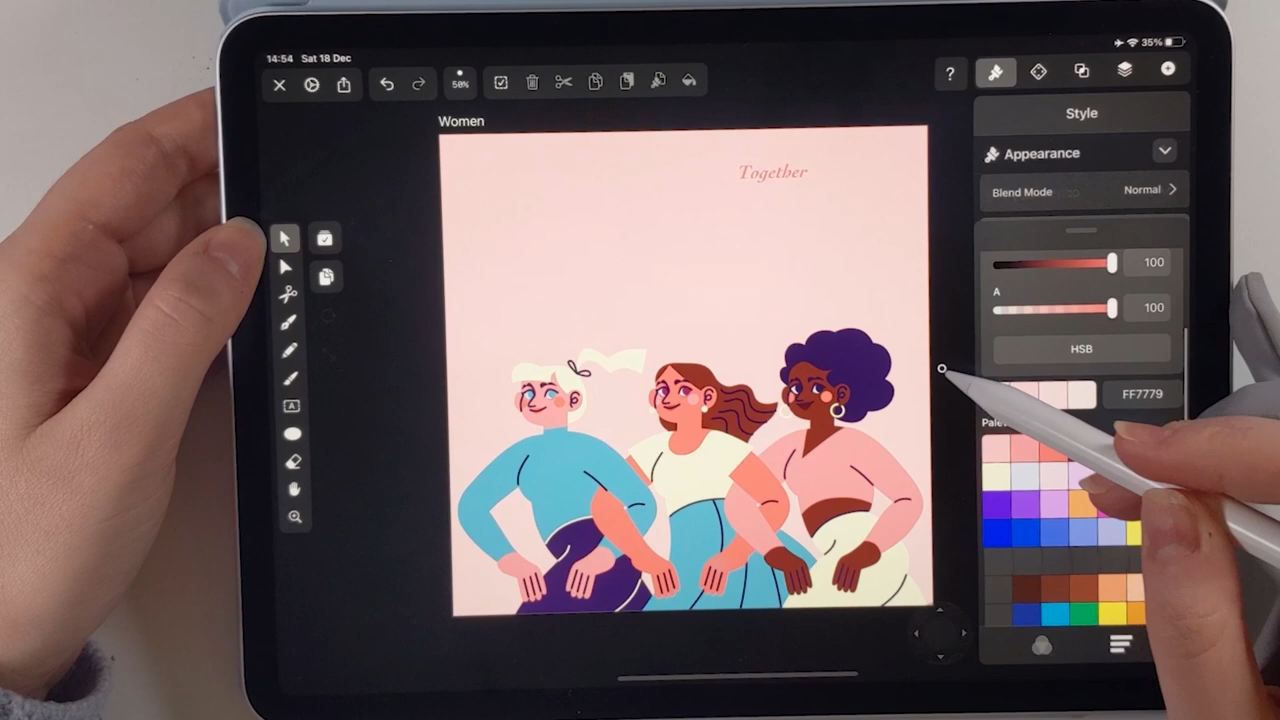 14:54 Sat 18 Dec
35%
50%
?
Women
Style
Together
Appearance
Blend Mode Normal
100
A
100
HSB
FF7779
A